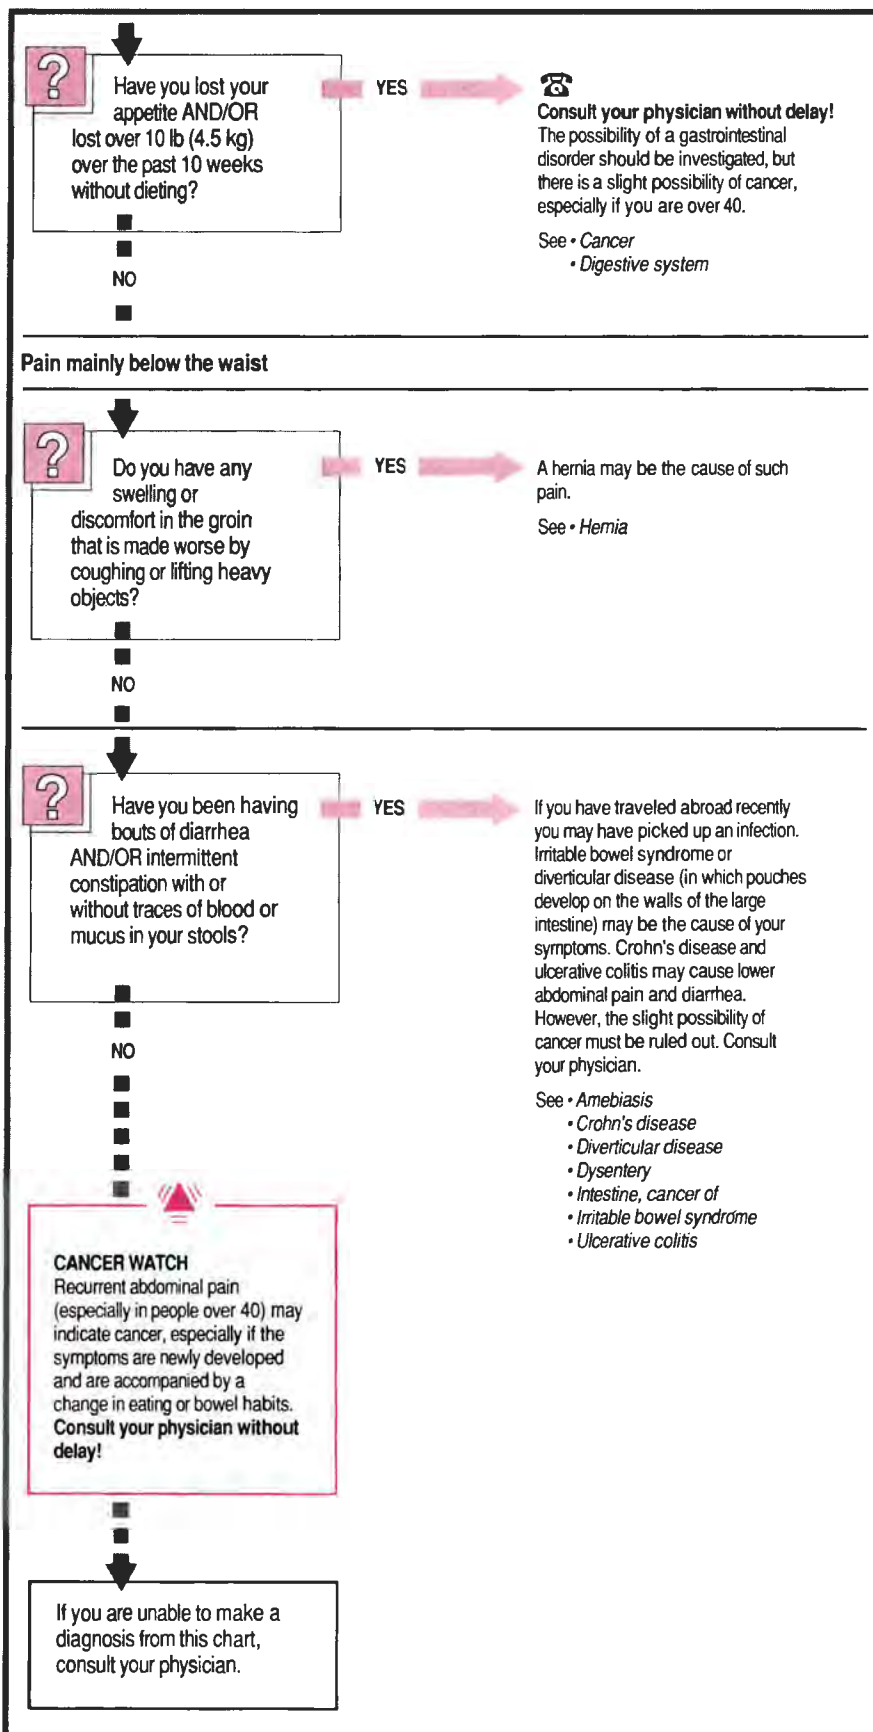 ?
Have you lost your
appetite AND/OR
lost over 10 lb (4.5 kg)
over the past 10 weeks
without dieting?
YES
Consult your physician without delay!
The possibility of a gastrointestinal
disorder should be investigated, but
there is a slight possibility of cancer,
especially if you are over 40.
See • Cancer
• Digestive system
NO
Pain mainly below the waist
?
Do you have any
swelling or
discomfort in the groin
that is made worse by
coughing or lifting heavy
objects?
YES
A hernia may be the cause of such
pain.
See • Hernia
NO
?
Have you been having
bouts of diarrhea
AND/OR intermittent
constipation with or
without traces of blood or
mucus in your stools?
YES
If you have traveled abroad recently
you may have picked up an infection.
Irritable bowel syndrome or
diverticular disease (in which pouches
develop on the walls of the large
intestine) may be the cause of your
symptoms. Crohn's disease and
ulcerative colitis may cause lower
abdominal pain and diarrhea.
However, the slight possibility of
cancer must be ruled out. Consult
your physician.
See • Amebiasis
• Crohn's disease
• Diverticular disease
• Dysentery
• Intestine, cancer of
• Irritable bowel syndrome
• Ulcerative colitis
NO
CANCER WATCH
Recurrent abdominal pain
(especially in people over 40) may
indicate cancer, especially if the
symptoms are newly developed
and are accompanied by a
change in eating or bowel habits.
Consult your physician without
delay!
If you are unable to make a
diagnosis from this chart,
consult your physician.